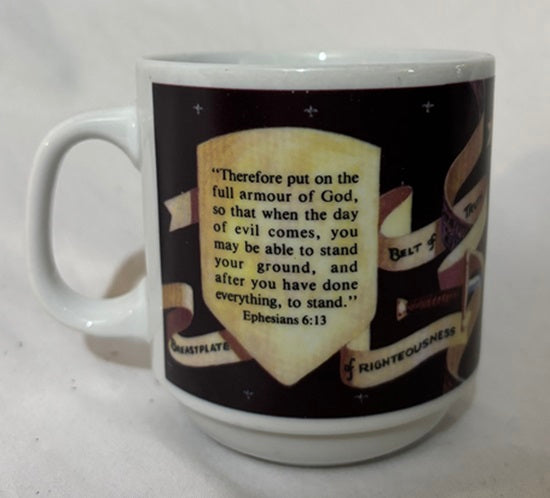 “Therefore put on the
full armour of God,
so that when the day
of evil comes, you
may be able to stand
your ground, and
after you have done
everything, to stand.”
Ephesians 6:13
BELT of TRUTH
BREASTPLATE
of RIGHTEOUSNESS